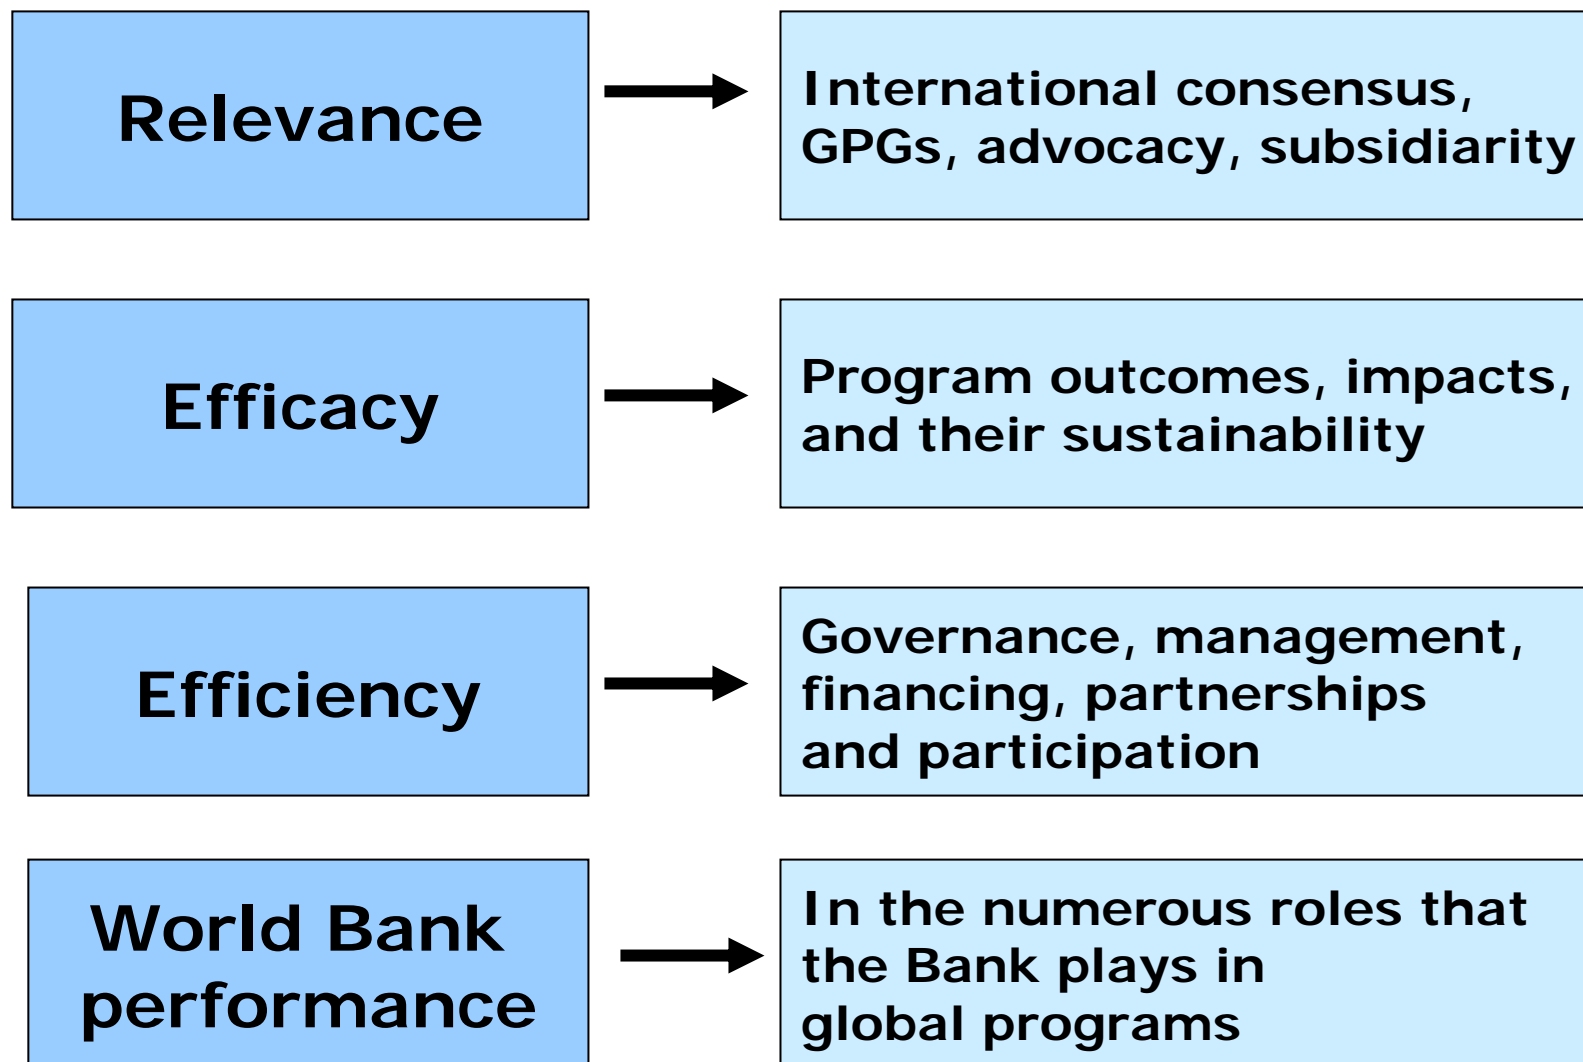 Relevance
International consensus,
GPGs, advocacy, subsidiarity
Efficacy
Program outcomes, impacts,
and their sustainability
Efficiency
Governance, management,
financing, partnerships
and participation
World Bank
performance
In the numerous roles that
the Bank plays in
global programs